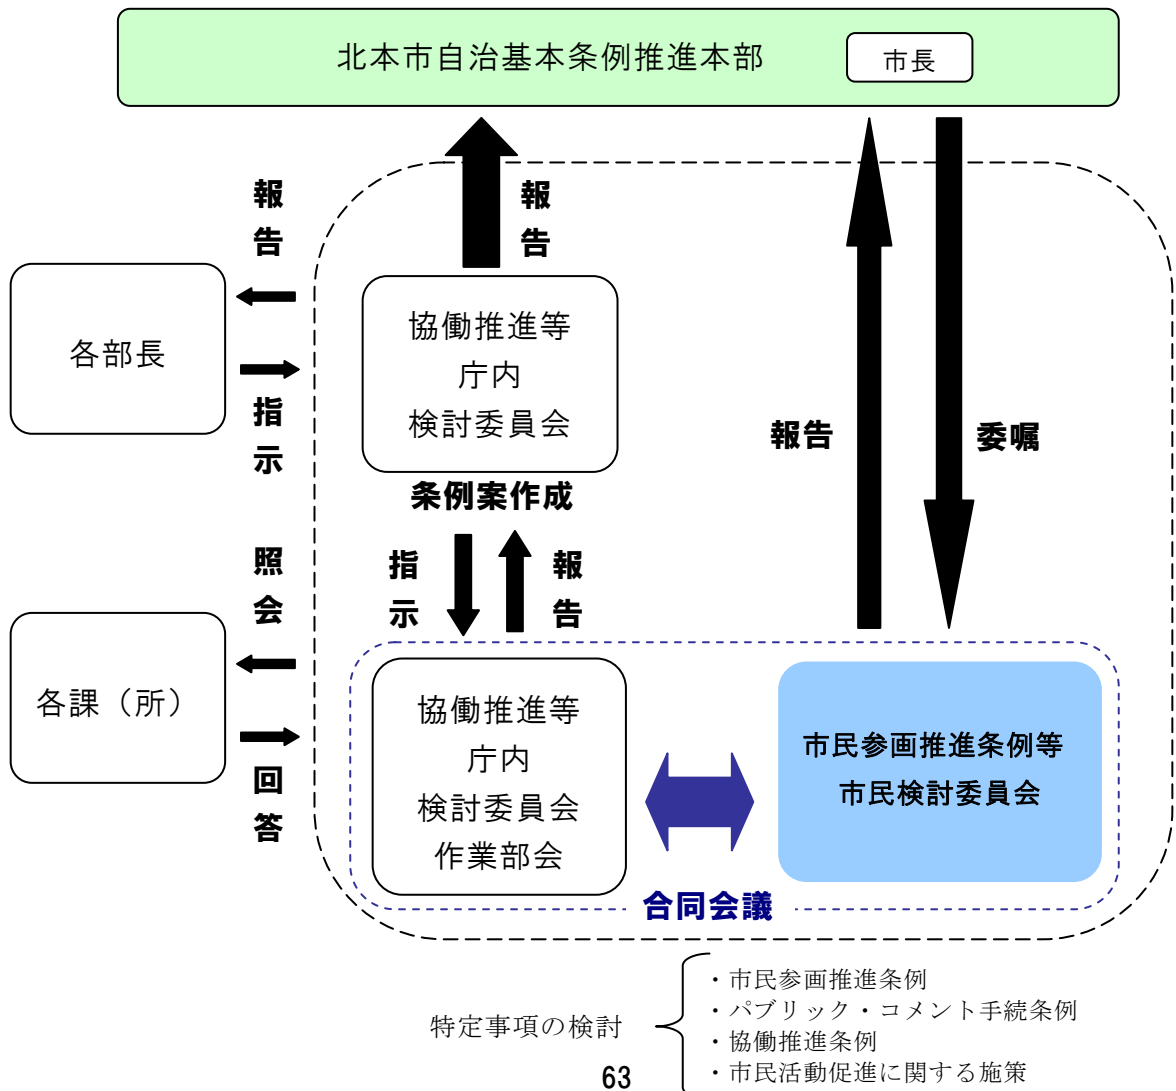 北本市自治基本条例推進本部
市長
報告
報告
各部長
協働推進等
庁内
検討委員会
指示
報告
委嘱
条例案作成
照会
指示
報告
各課（所）
協働推進等
庁内
検討委員会
作業部会
市民参画推進条例等
市民検討委員会
回答
合同会議
特定事項の検討
・市民参画推進条例
・パブリック・コメント手続条例
・協働推進条例
・市民活動促進に関する施策
63